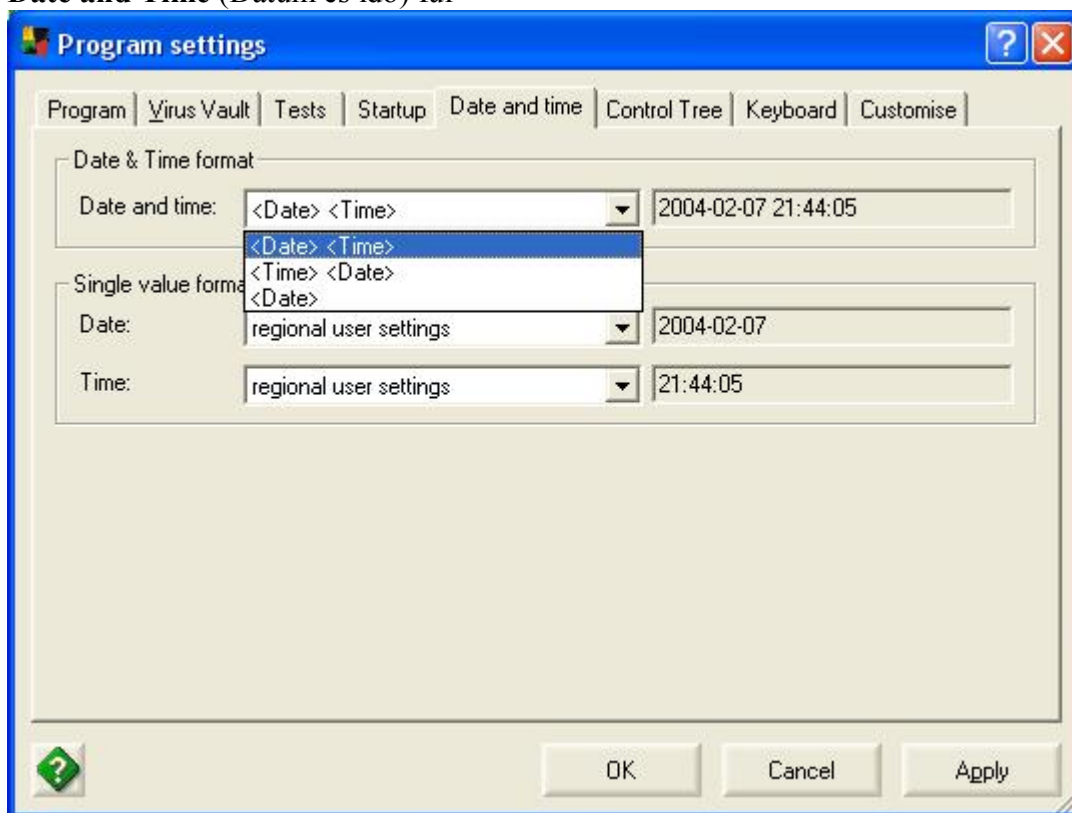 Date and Time (Dátum és idő) fül
Program settings
Program Virus Vault Tests Startup Date and time Control Tree Keyboard Customise
Date & Time format
Date and time: <Date> <Time> 2004-02-07 21:44:05
<Date> <Time>
<Time> <Date>
<Date>
Single value forma
Date: regional user settings 2004-02-07
Time: regional user settings 21:44:05
OK Cancel Apply